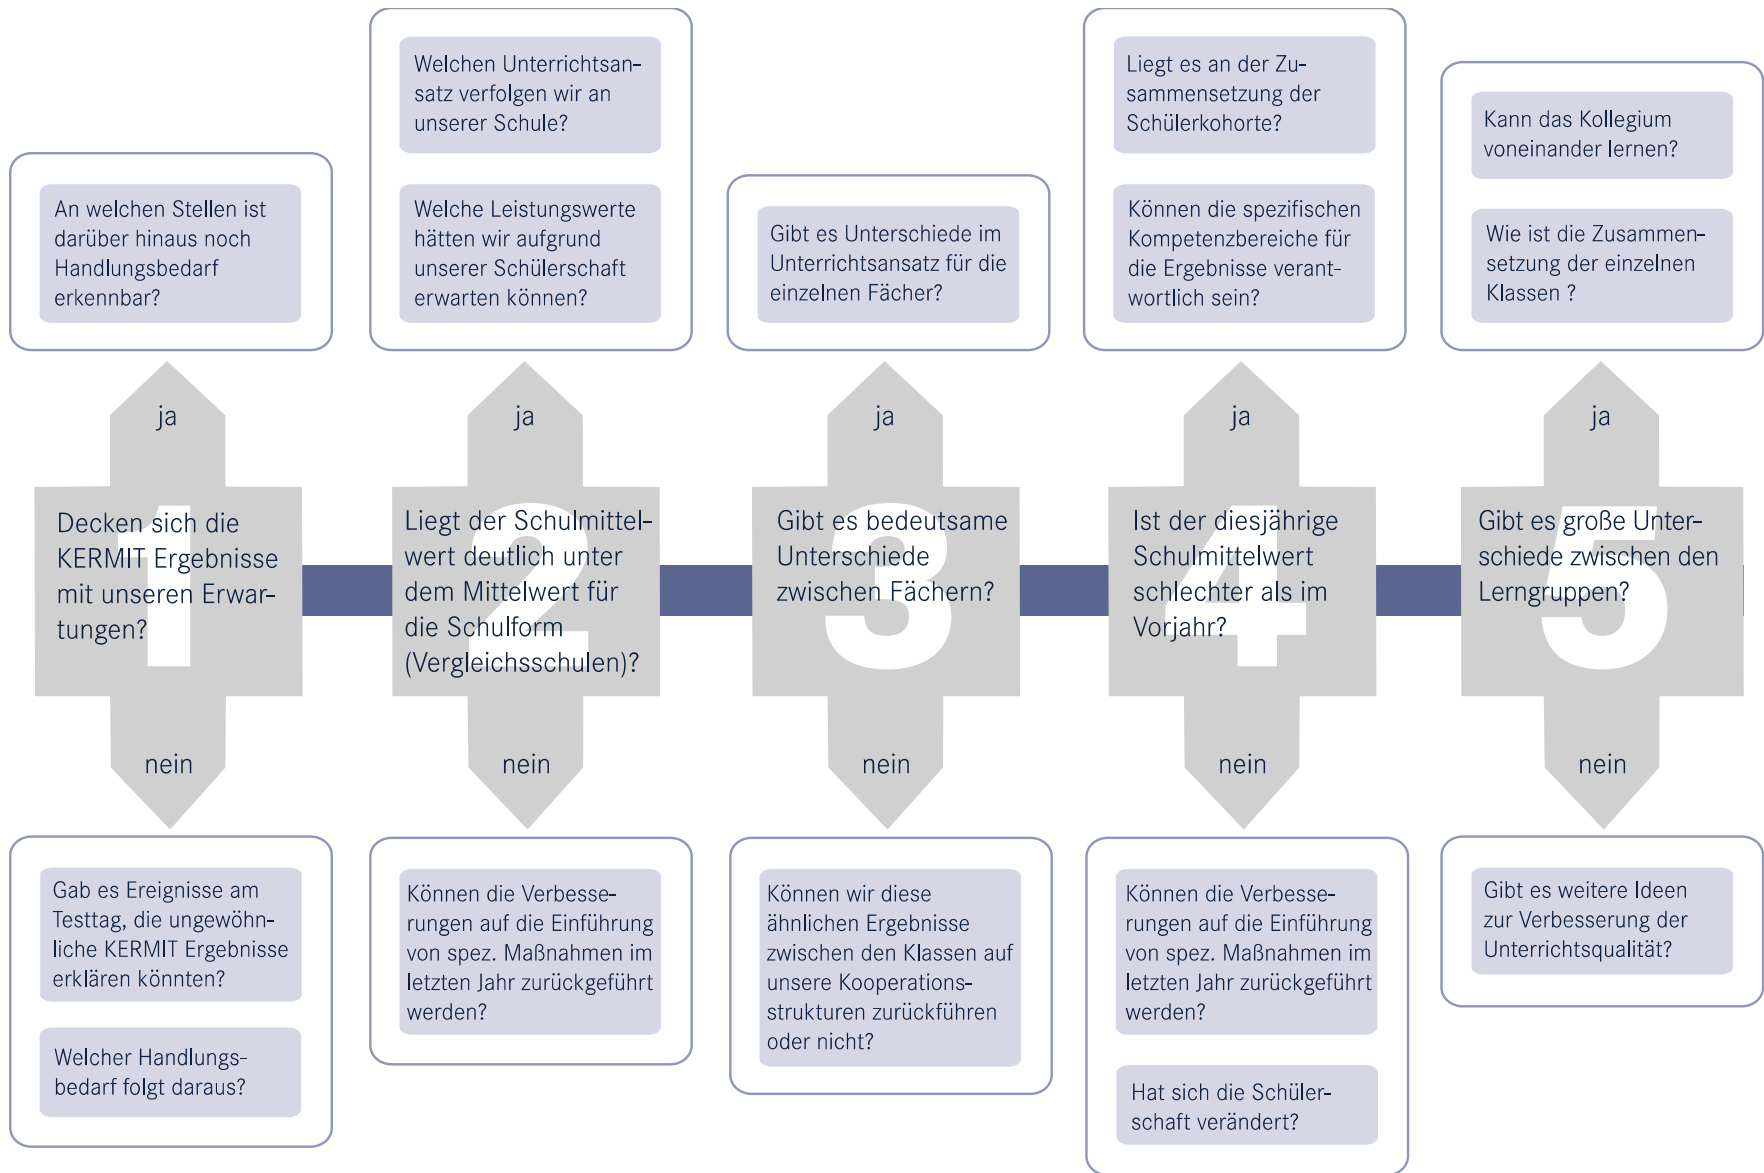 An welchen Stellen ist
darüber hinaus noch
Handlungsbedarf
erkennbar?
ja
1
Decken sich die
KERMIT Ergebnisse
mit unseren Erwar-
tungen?
nein
Gab es Ereignisse am
Testtag, die ungewöhn-
liche KERMIT Ergebnisse
erklären könnten?
Welcher Handlungs-
bedarf folgt daraus?
Welchen Unterrichtsan-
satz verfolgen wir an
unserer Schule?
Welche Leistungswerte
hätten wir aufgrund
unserer Schülerschaft
erwarten können?
ja
2
Liegt der Schulmittel-
wert deutlich unter
dem Mittelwert für
die Schulform
(Vergleichsschulen)?
nein
Können die Verbesse-
rungen auf die Einführung
von spez. Maßnahmen im
letzten Jahr zurückgeführt
werden?
Gibt es Unterschiede im
Unterrichtsansatz für die
einzelnen Fächer?
ja
3
Gibt es bedeutsame
Unterschiede
zwischen Fächern?
nein
Können wir diese
ähnlichen Ergebnisse
zwischen den Klassen auf
unsere Kooperations-
strukturen zurückführen
oder nicht?
Liegt es an der Zu-
sammensetzung der
Schülerkohorte?
Können die spezifischen
Kompetenzbereiche für
die Ergebnisse verant-
wortlich sein?
ja
4
Ist der diesjährige
Schulmittelwert
schlechter als im
Vorjahr?
nein
Können die Verbesse-
rungen auf die Einführung
von spez. Maßnahmen im
letzten Jahr zurückgeführt
werden?
Hat sich die Schüler-
schaft verändert?
Kann das Kollegium
voneinander lernen?
Wie ist die Zusammen-
setzung der einzelnen
Klassen ?
ja
5
Gibt es große Unter-
schiede zwischen den
Lerngruppen?
nein
Gibt es weitere Ideen
zur Verbesserung der
Unterrichtsqualität?